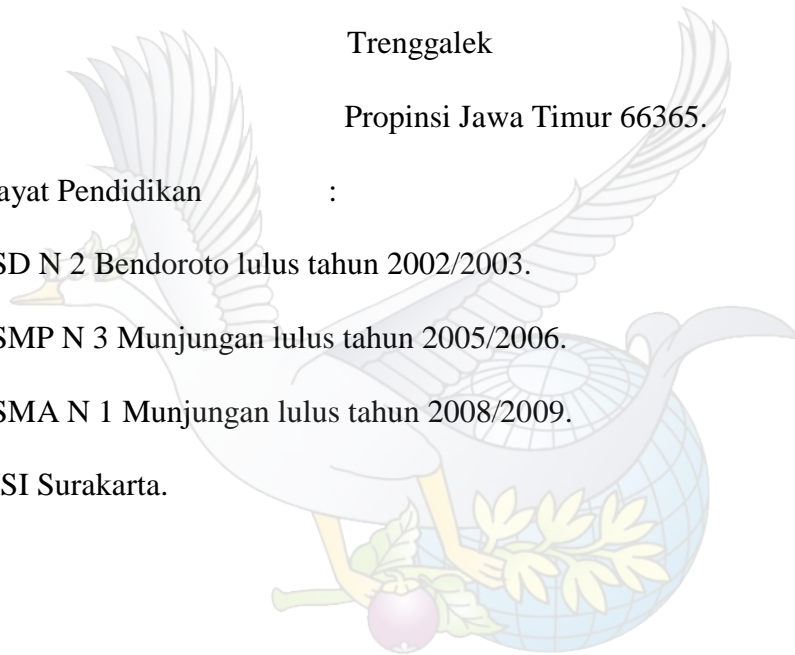 Trenggalek
Propinsi Jawa Timur 66365.
ayat Pendidikan :
SD N 2 Bendoroto lulus tahun 2002/2003.
SMP N 3 Munjungan lulus tahun 2005/2006.
SMA N 1 Munjungan lulus tahun 2008/2009.
SI Surakarta.